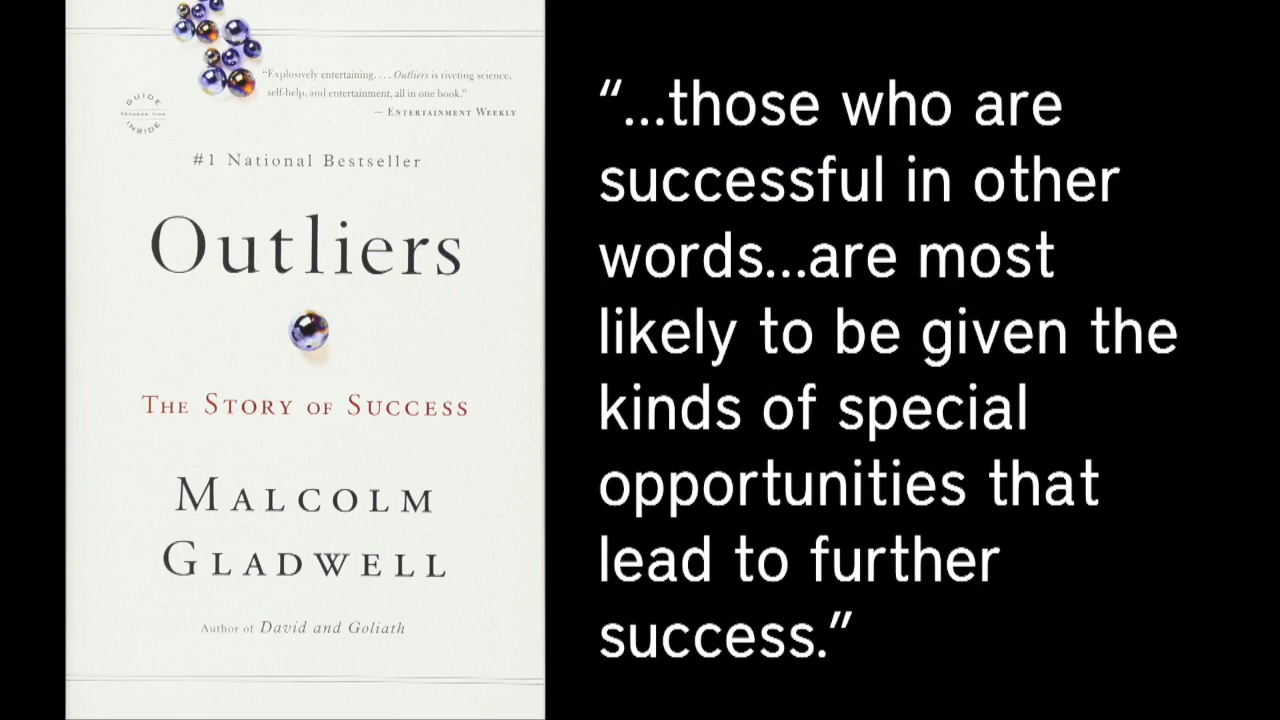 “Explosively entertaining. . . . Outliers is riveting science,
self-help, and entertainment, all in one book.”
— ENTERTAINMENT WEEKLY
GUIDE
INSIDE
#1 National Bestseller
Outliers
THE STORY OF SUCCESS
MALCOLM
GLADWELL
Author of David and Goliath
“...those who are
successful in other
words...are most
likely to be given the
kinds of special
opportunities that
lead to further
success.”